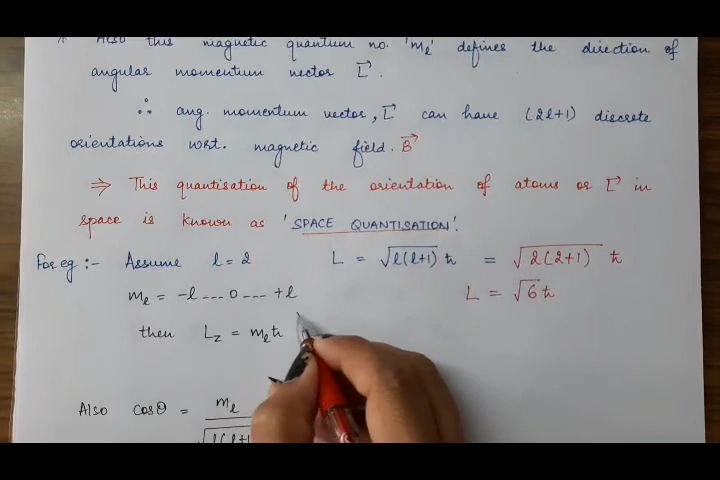 Also this magnetic quantum no. 'mₗ' defines the direction of
angular momentum vector L⃗.
∴ ang. momentum vector, L⃗ can have (2l+1) discrete
orientations wrt. magnetic field. B⃗
⇒ This quantisation of the orientation of atoms or L⃗ in
space is known as 'SPACE QUANTISATION'.
For eg :- Assume l = 2 L = √l(l+1) ħ = √2(2+1) ħ
mₗ = -l --- 0 --- +l L = √6 ħ
then L_z = mₗħ
Also cosθ = mₗ
√l(l+1